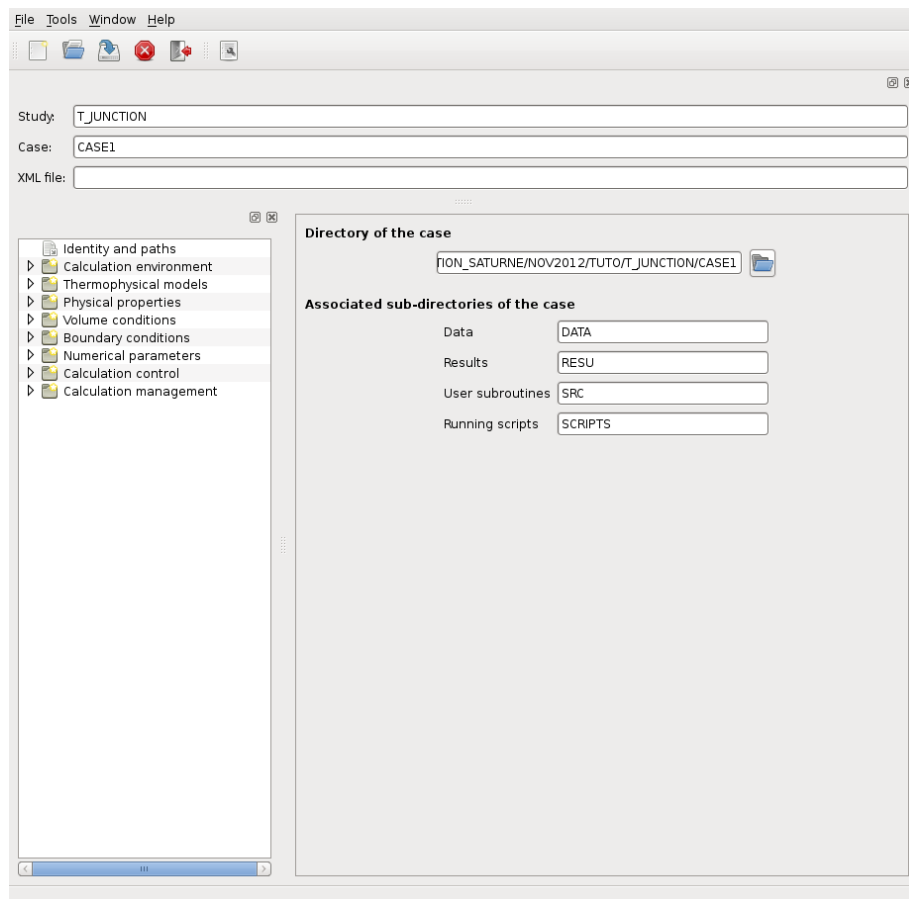 File Tools Window Help
Study: T_JUNCTION
Case: CASE1
XML file:
Identity and paths
Calculation environment
Thermophysical models
Physical properties
Volume conditions
Boundary conditions
Numerical parameters
Calculation control
Calculation management
Directory of the case
TION_SATURNE/NOV2012/TUTO/T_JUNCTION/CASE1
Associated sub-directories of the case
Data DATA
Results RESU
User subroutines SRC
Running scripts SCRIPTS